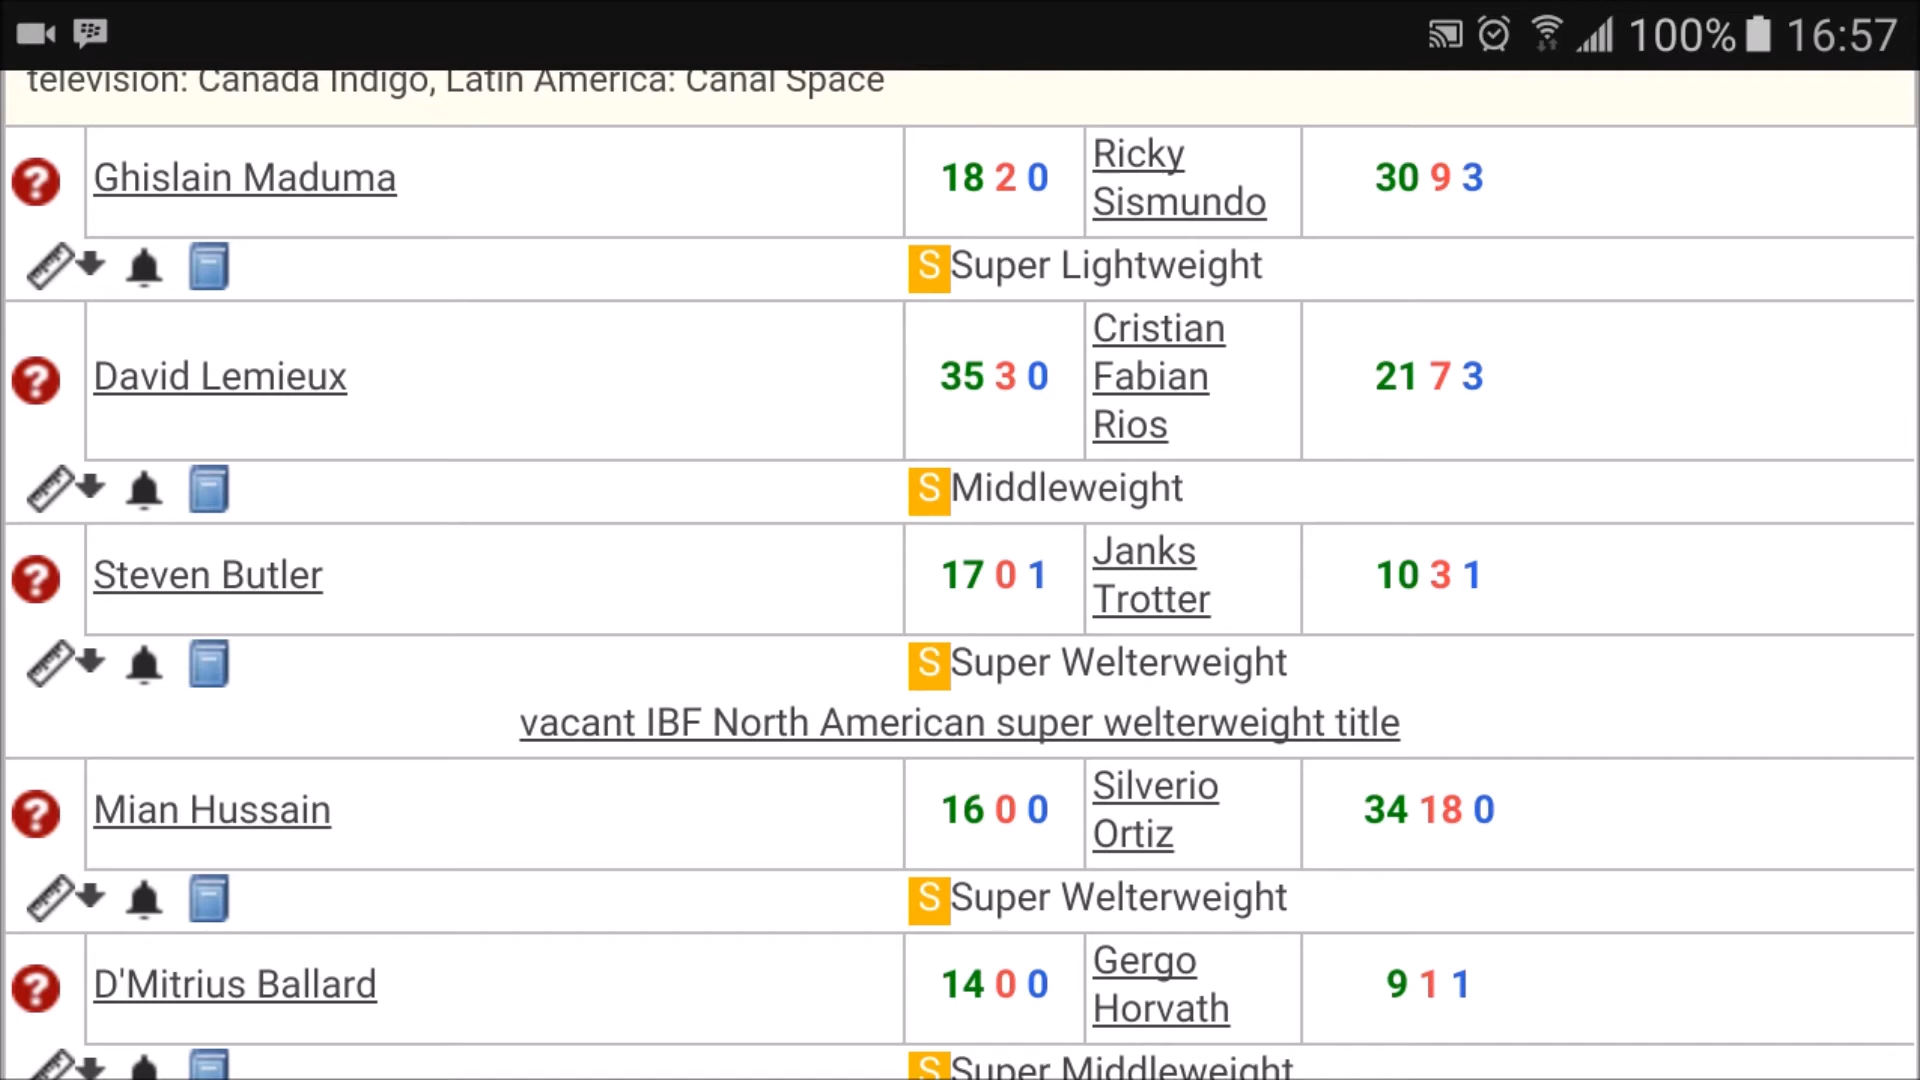 100% 16:57
television: Canada Indigo, Latin America: Canal Space
Ghislain Maduma 18 2 0 Ricky Sismundo 30 9 3
S Super Lightweight
David Lemieux 35 3 0 Cristian Fabian Rios 21 7 3
S Middleweight
Steven Butler 17 0 1 Janks Trotter 10 3 1
S Super Welterweight
vacant IBF North American super welterweight title
Mian Hussain 16 0 0 Silverio Ortiz 34 18 0
S Super Welterweight
D'Mitrius Ballard 14 0 0 Gergo Horvath 9 1 1
S Super Middleweight